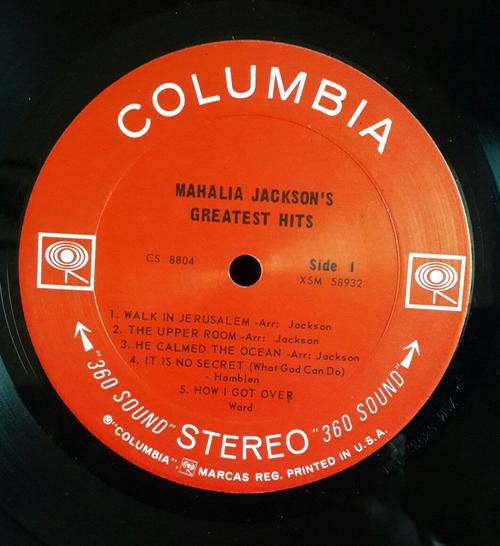 COLUMBIA
MAHALIA JACKSON'S
GREATEST HITS
CS 8804
Side 1
XSM 58932
1. WALK IN JERUSALEM -Arr: Jackson
2. THE UPPER ROOM -Arr: Jackson
3. HE CALMED THE OCEAN -Arr: Jackson
4. IT IS NO SECRET (What God Can Do)
- Hamblen
5. HOW I GOT OVER
Ward
"360 SOUND" STEREO "360 SOUND"
® "COLUMBIA". MARCAS REG. PRINTED IN U.S.A.